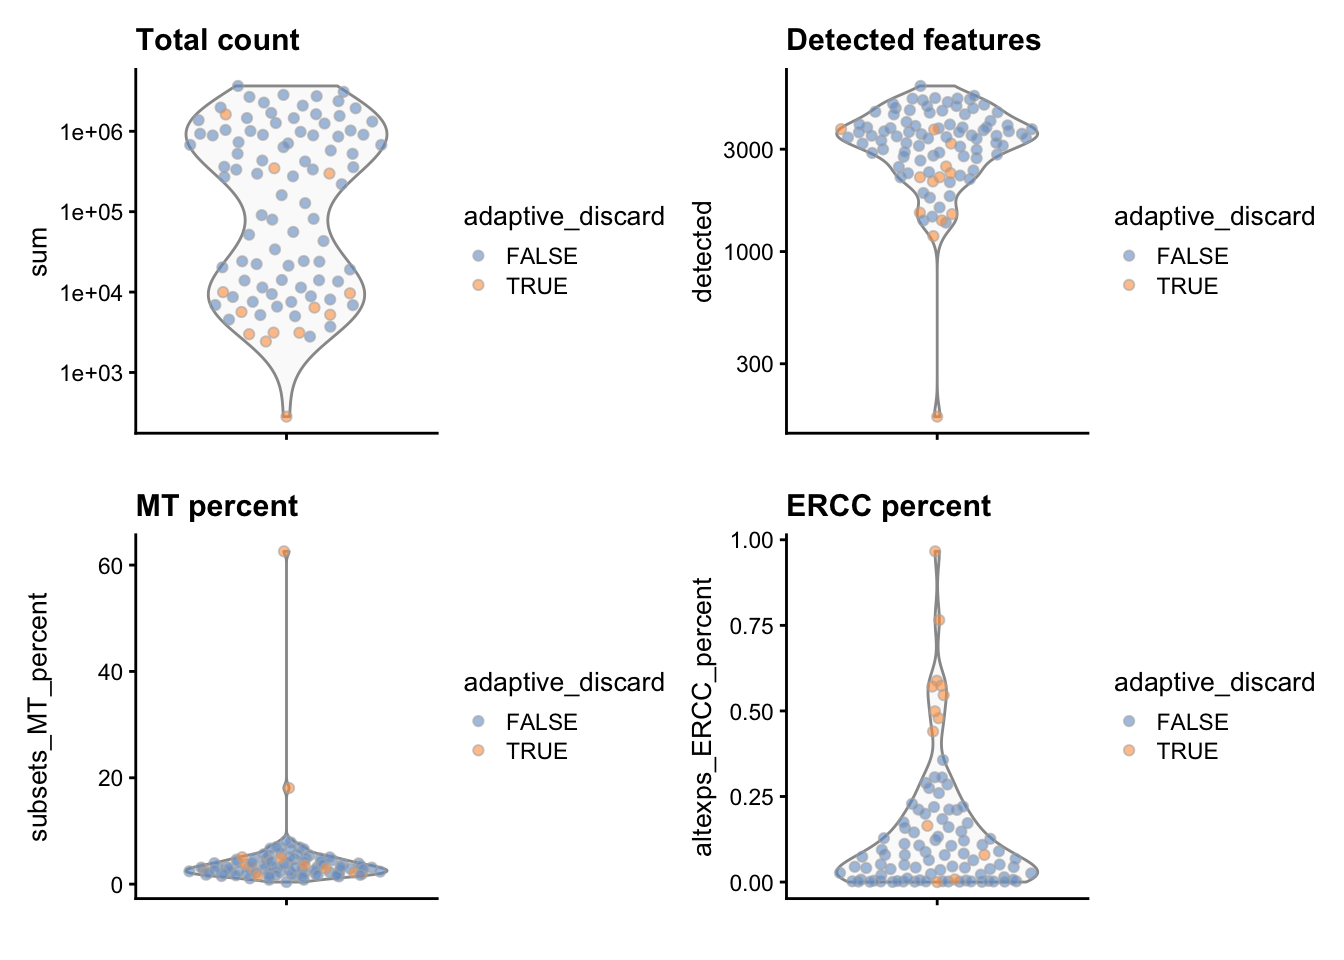 Total count
sum
1e+06
1e+05
1e+04
1e+03
adaptive_discard
FALSE
TRUE
Detected features
detected
3000
1000
300
adaptive_discard
FALSE
TRUE
MT percent
subsets_MT_percent
60
40
20
0
adaptive_discard
FALSE
TRUE
ERCC percent
altexps_ERCC_percent
1.00
0.75
0.50
0.25
0.00
adaptive_discard
FALSE
TRUE